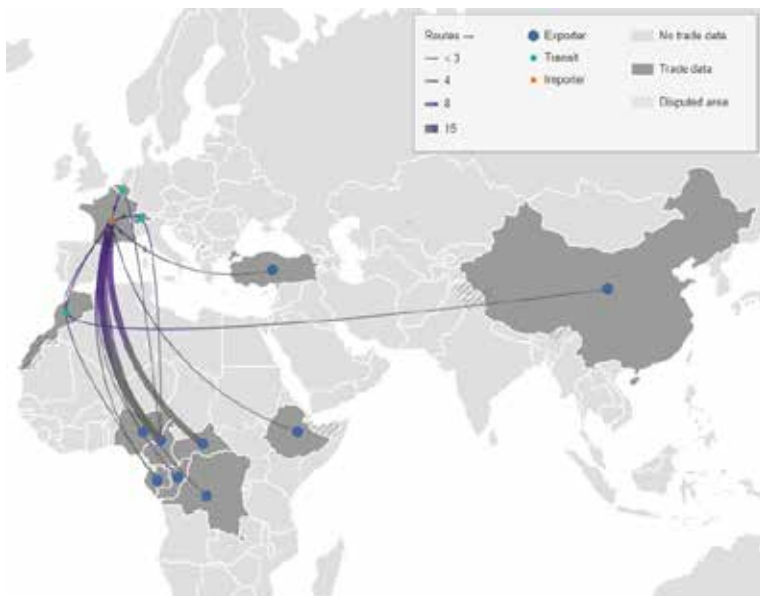 Routes —
< 3
4
8
15
Exporter
Transit
Importer
No trade data
Trade data
Disputed area